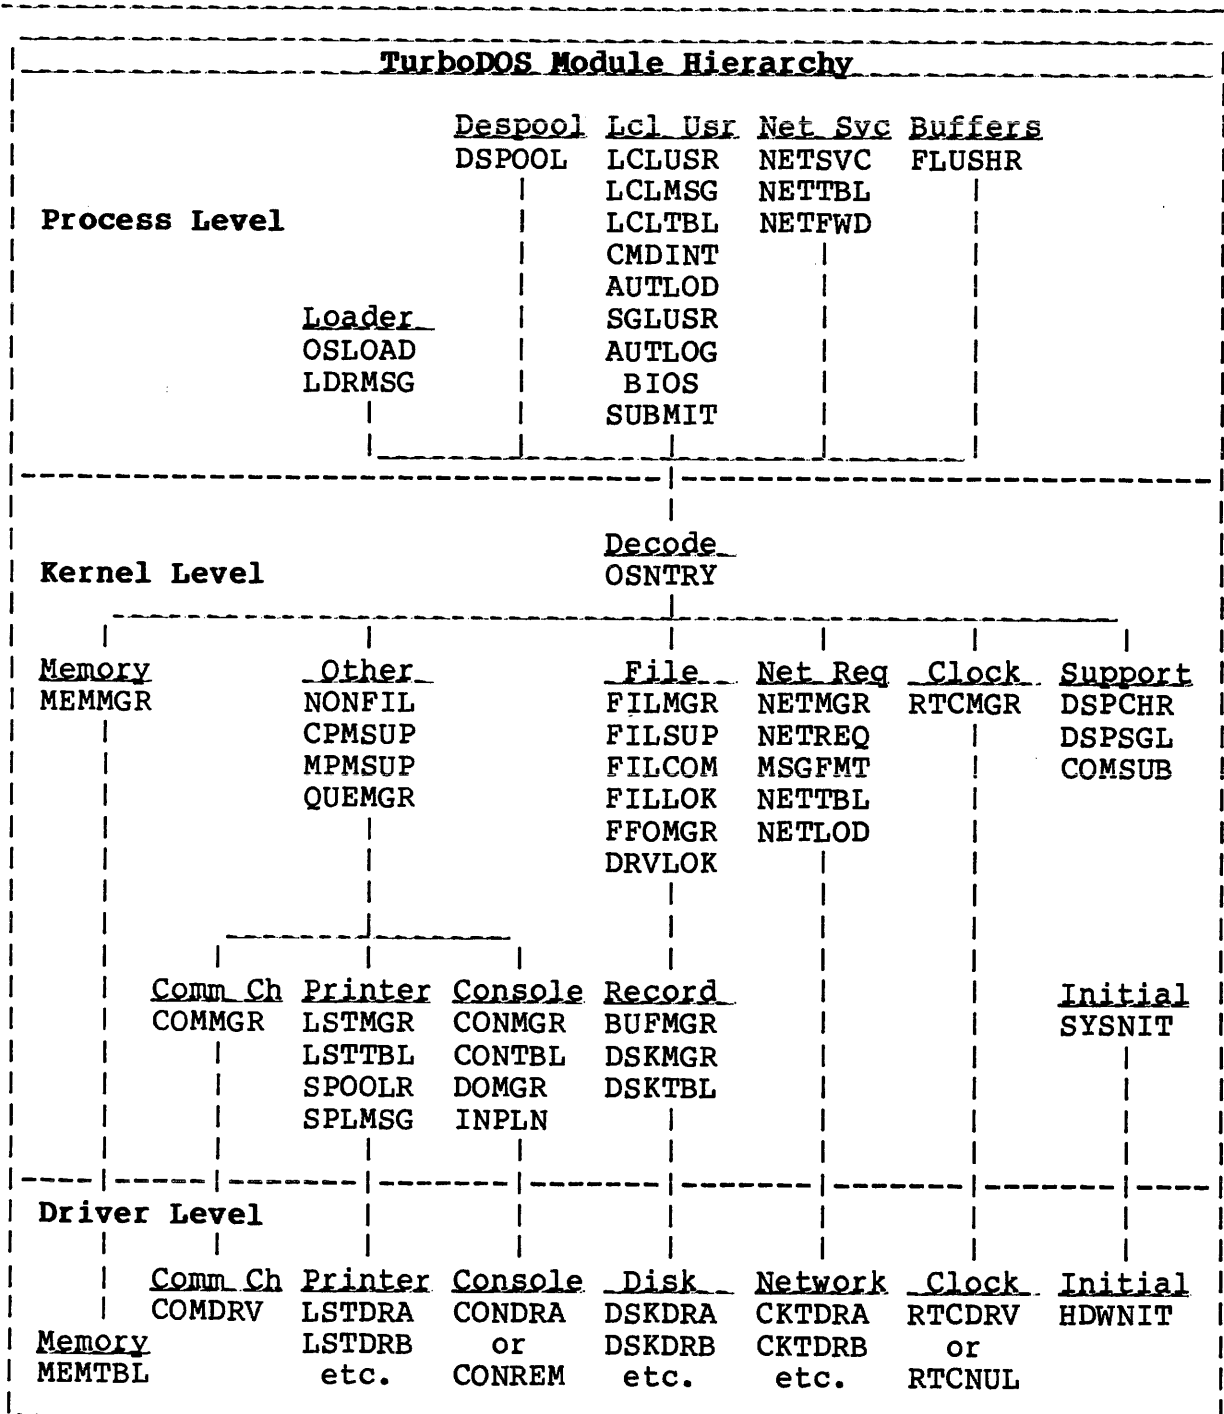 TurboDOS Module Hierarchy
Despool Lcl Usr Net Svc Buffers
DSPOOL LCLUSR NETSVC FLUSHR
LCLMSG NETTBL
Process Level LCLTBL NETFWD
CMDINT
AUTLOD
Loader SGLUSR
OSLOAD AUTLOG
LDRMSG BIOS
SUBMIT
Decode
Kernel Level OSNTRY
Memory Other File Net Req Clock Support
MEMMGR NONFIL FILMGR NETMGR RTCMGR DSPCHR
CPMSUP FILSUP NETREQ DSPSGL
MPMSUP FILCOM MSGFMT COMSUB
QUEMGR FILLOK NETTBL
FFOMGR NETLOD
DRVLOK
Comm Ch Printer Console Record Initial
COMMGR LSTMGR CONMGR BUFMGR SYSNIT
LSTTBL CONTBL DSKMGR
SPOOLR DOMGR DSKTBL
SPLMSG INPLN
Driver Level
Comm Ch Printer Console Disk Network Clock Initial
COMDRV LSTDRA CONDRA DSKDRA CKTDRA RTCDRV HDWNIT
Memory LSTDRB or DSKDRB CKTDRB or
MEMTBL etc. CONREM etc. etc. RTCNUL